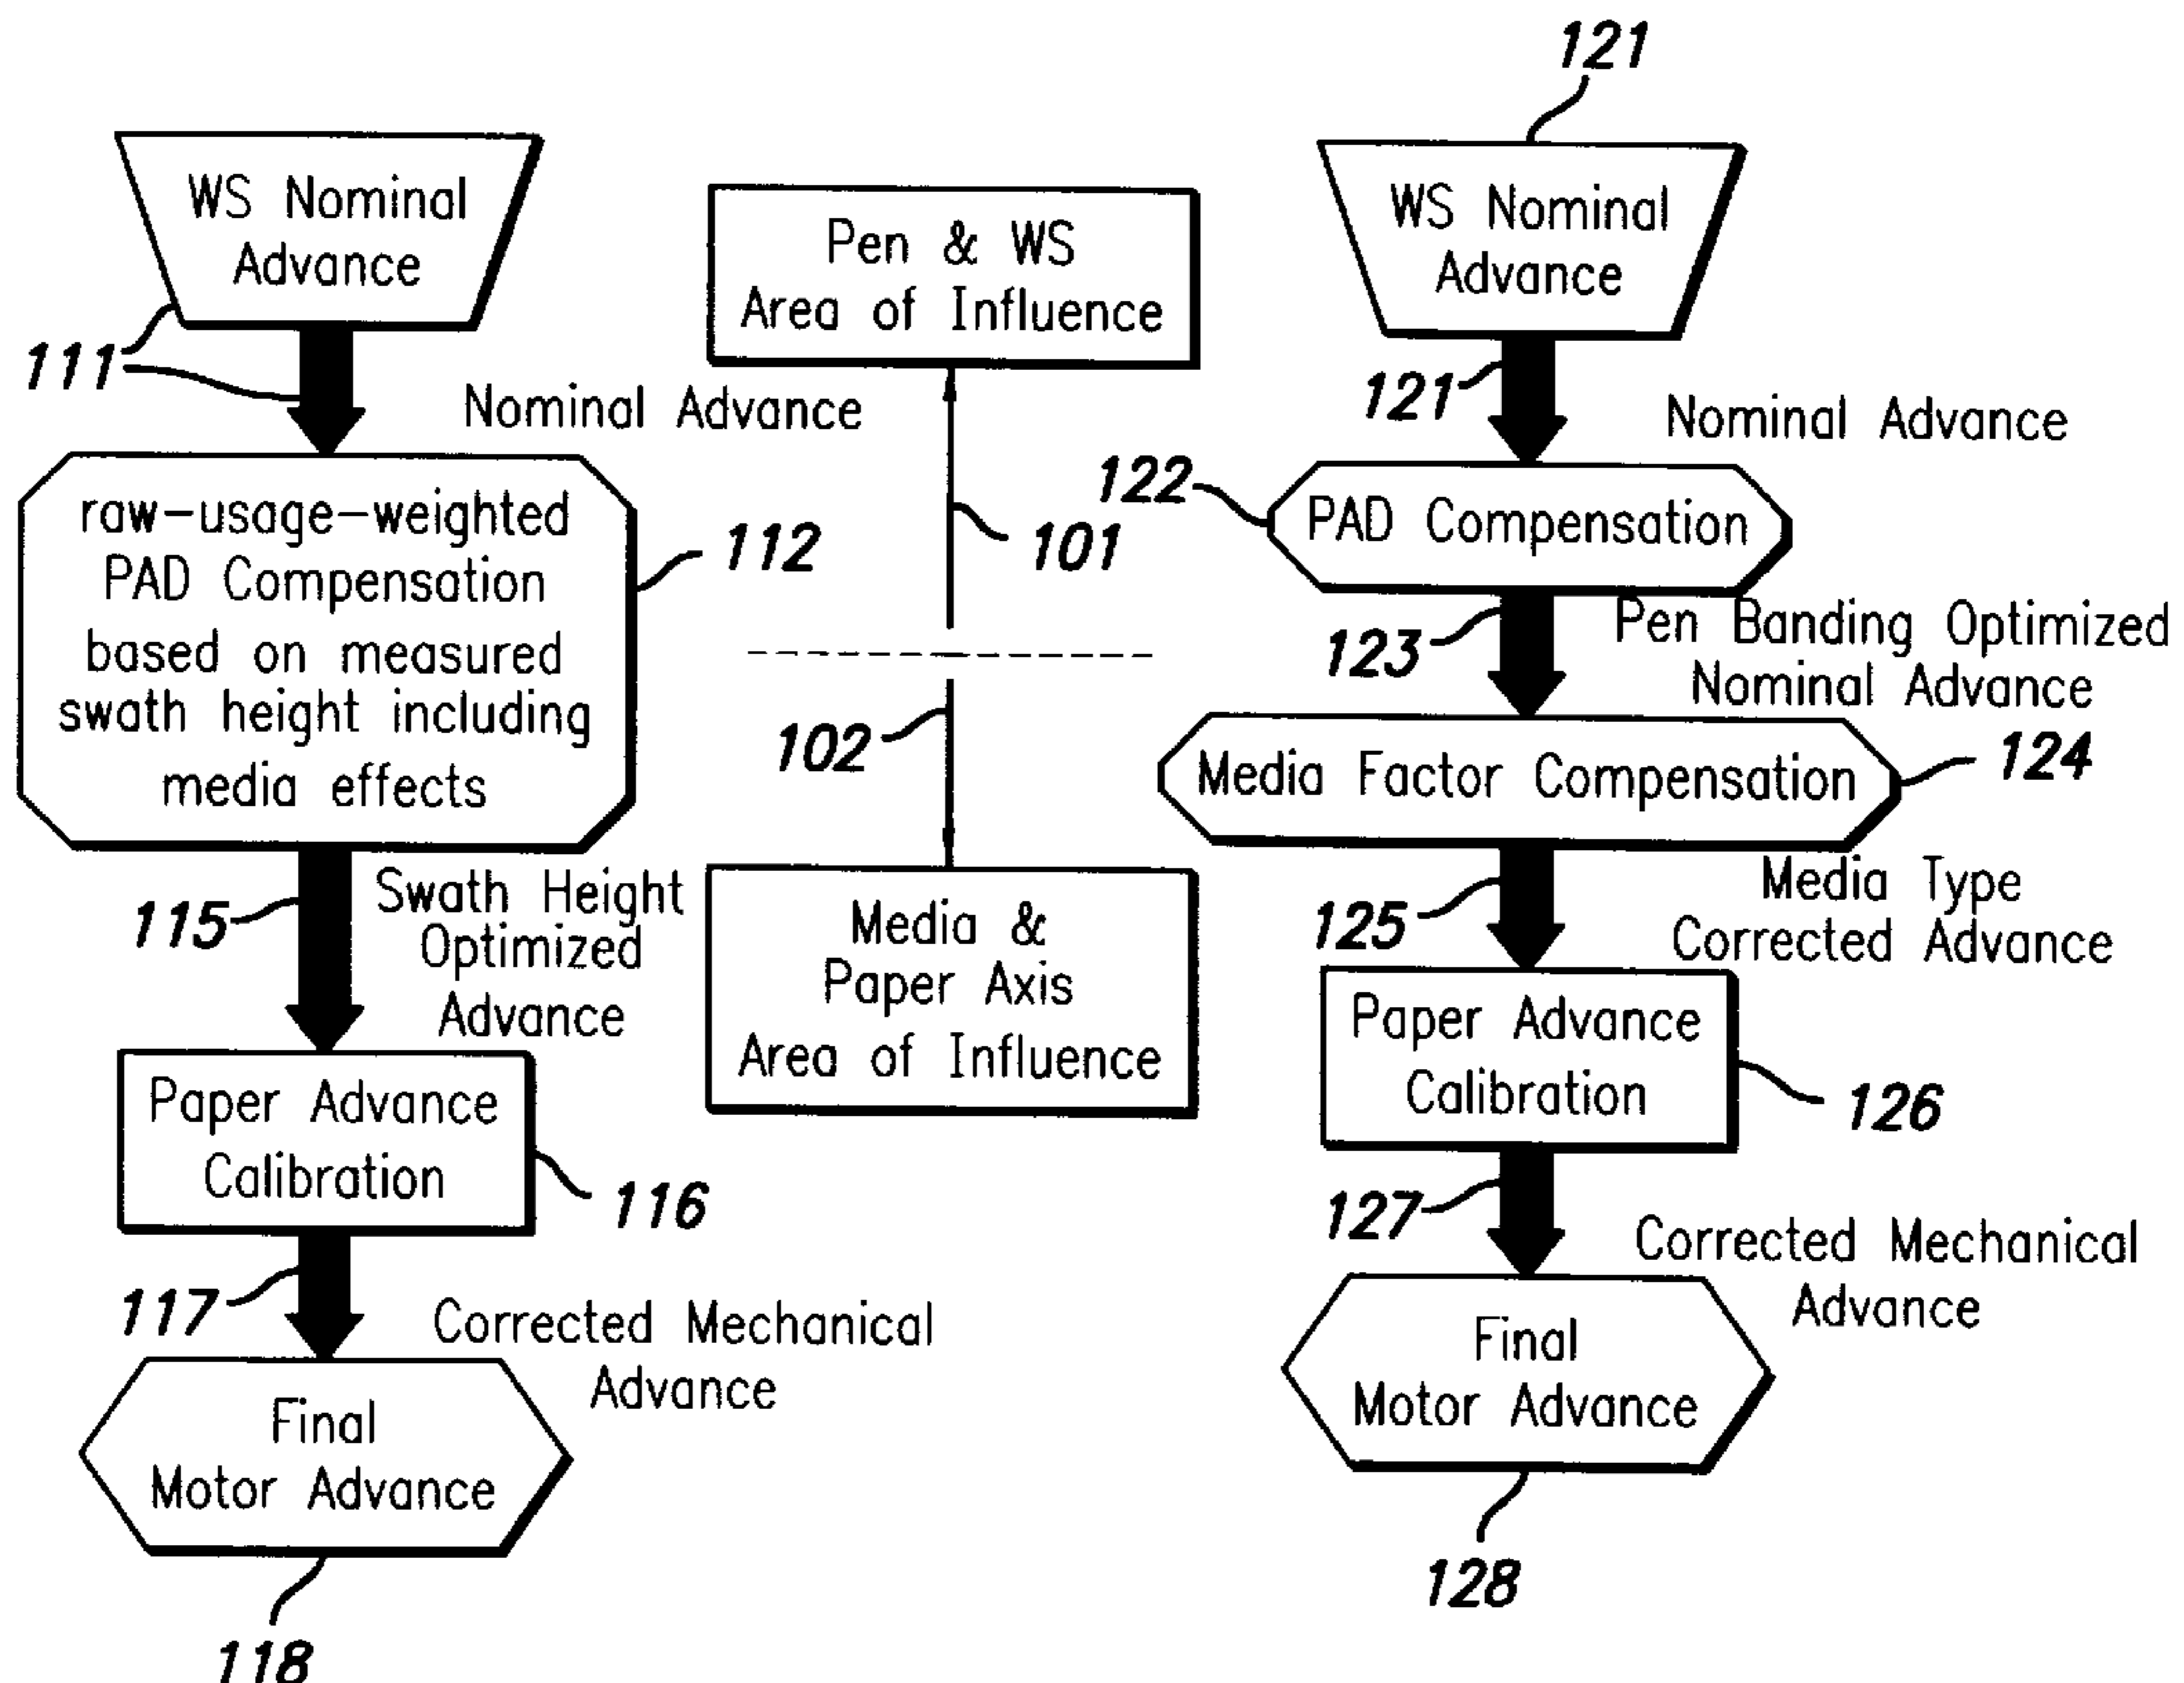 WS Nominal
Advance
111
Nominal Advance
raw-usage-weighted
PAD Compensation
based on measured
swath height including
media effects
112
115
Swath Height
Optimized
Advance
Paper Advance
Calibration
116
117
Corrected Mechanical
Advance
Final
Motor Advance
118
Pen & WS
Area of Influence
101
102
Media &
Paper Axis
Area of Influence
121
WS Nominal
Advance
121
Nominal Advance
122
PAD Compensation
123
Pen Banding Optimized
Nominal Advance
Media Factor Compensation
124
125
Media Type
Corrected Advance
Paper Advance
Calibration
126
127
Corrected Mechanical
Advance
Final
Motor Advance
128